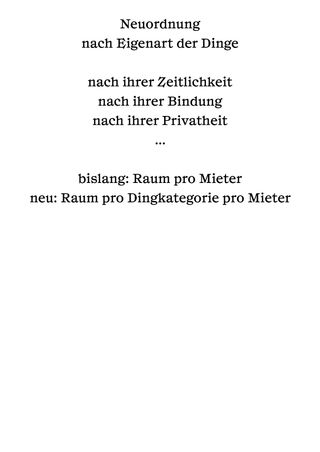 Neuordnung
nach Eigenart der Dinge
nach ihrer Zeitlichkeit
nach ihrer Bindung
nach ihrer Privatheit
...
bislang: Raum pro Mieter
neu: Raum pro Dingkategorie pro Mieter